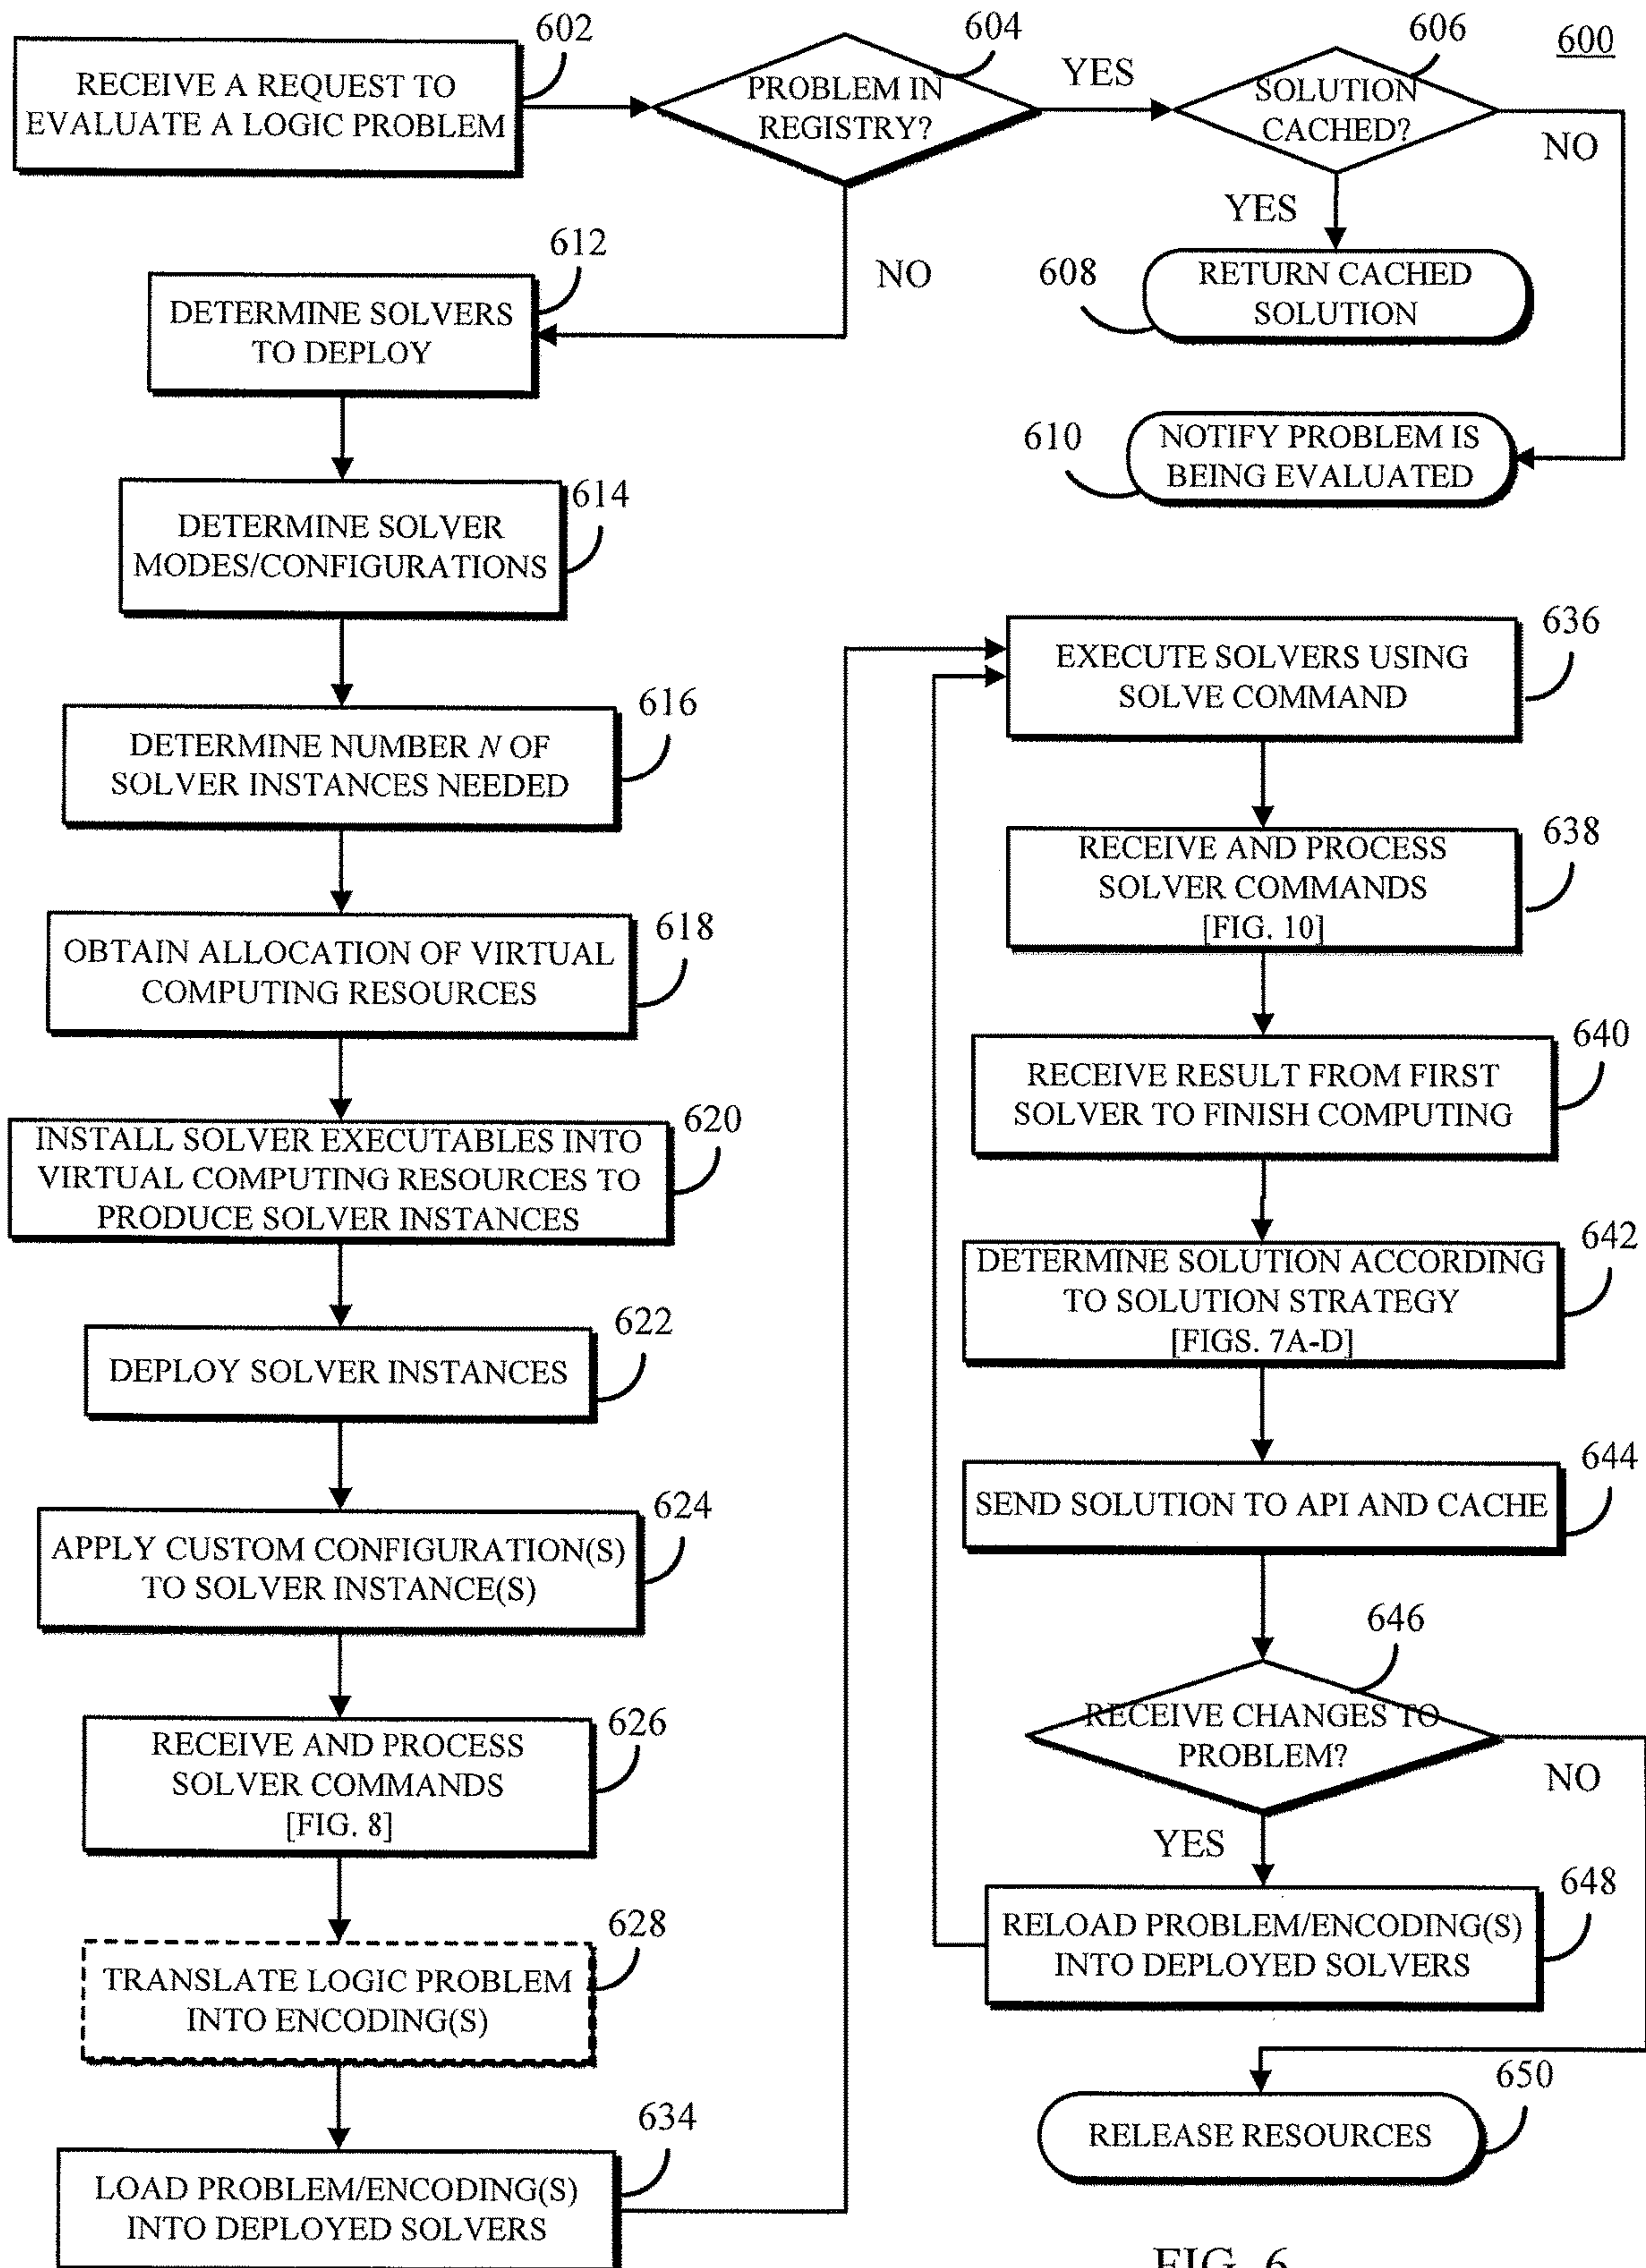 600
602
RECEIVE A REQUEST TO
EVALUATE A LOGIC PROBLEM
604
PROBLEM IN
REGISTRY?
YES
NO
606
SOLUTION
CACHED?
YES
NO
608
RETURN CACHED
SOLUTION
610
NOTIFY PROBLEM IS
BEING EVALUATED
612
DETERMINE SOLVERS
TO DEPLOY
614
DETERMINE SOLVER
MODES/CONFIGURATIONS
616
DETERMINE NUMBER N OF
SOLVER INSTANCES NEEDED
618
OBTAIN ALLOCATION OF VIRTUAL
COMPUTING RESOURCES
620
INSTALL SOLVER EXECUTABLES INTO
VIRTUAL COMPUTING RESOURCES TO
PRODUCE SOLVER INSTANCES
622
DEPLOY SOLVER INSTANCES
624
APPLY CUSTOM CONFIGURATION(S)
TO SOLVER INSTANCE(S)
626
RECEIVE AND PROCESS
SOLVER COMMANDS
[FIG. 8]
628
TRANSLATE LOGIC PROBLEM
INTO ENCODING(S)
634
LOAD PROBLEM/ENCODING(S)
INTO DEPLOYED SOLVERS
636
EXECUTE SOLVERS USING
SOLVE COMMAND
638
RECEIVE AND PROCESS
SOLVER COMMANDS
[FIG. 10]
640
RECEIVE RESULT FROM FIRST
SOLVER TO FINISH COMPUTING
642
DETERMINE SOLUTION ACCORDING
TO SOLUTION STRATEGY
[FIGS. 7A-D]
644
SEND SOLUTION TO API AND CACHE
646
RECEIVE CHANGES TO
PROBLEM?
NO
YES
648
RELOAD PROBLEM/ENCODING(S)
INTO DEPLOYED SOLVERS
650
RELEASE RESOURCES
FIG. 6